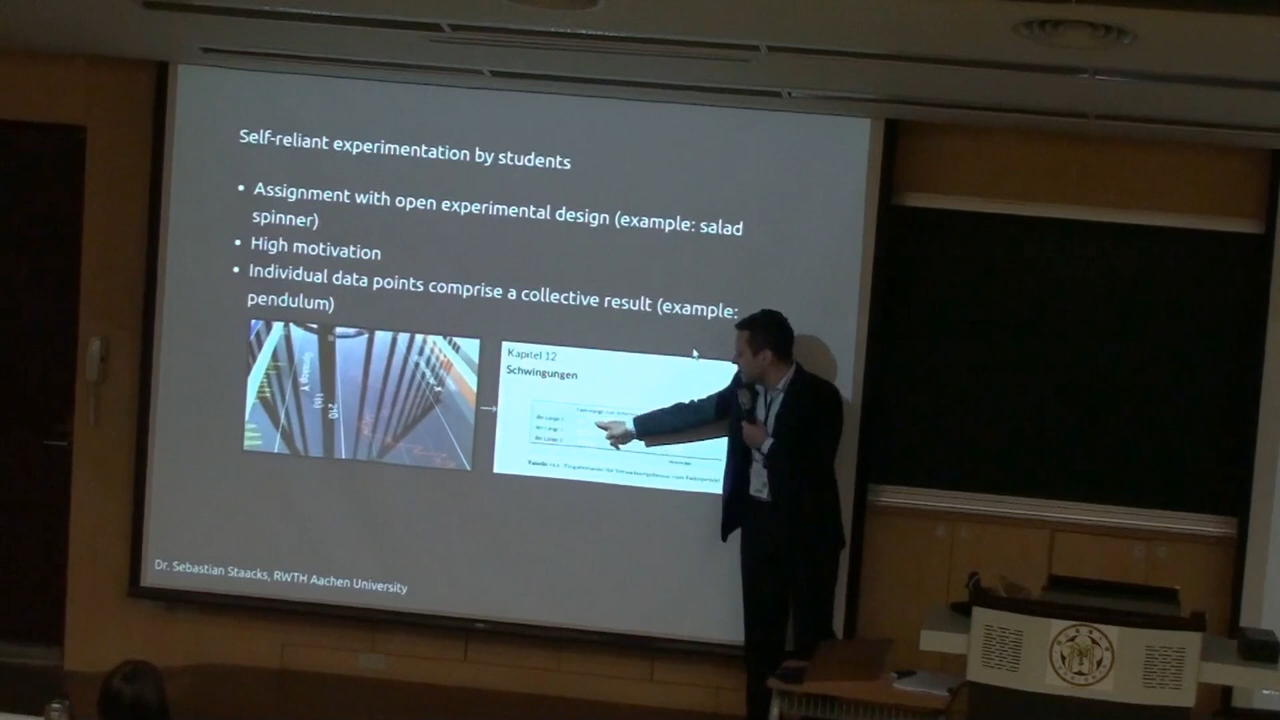 Self-reliant experimentation by students
• Assignment with open experimental design (example: salad
spinner)
• High motivation
• Individual data points comprise a collective result (example:
pendulum)
Kapitel 12
Schwingungen
Dr. Sebastian Staacks, RWTH Aachen University